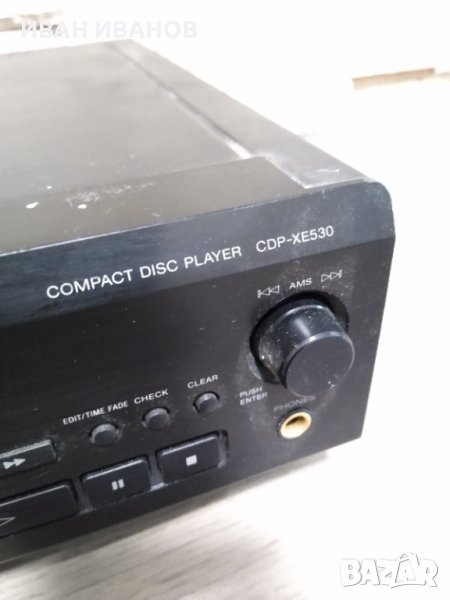 ИВАН ИВАНОВ
COMPACT DISC PLAYER CDP-XE530
AMS
EDIT/TIME FADE CHECK CLEAR
PUSH
ENTER
PHONES
bazar